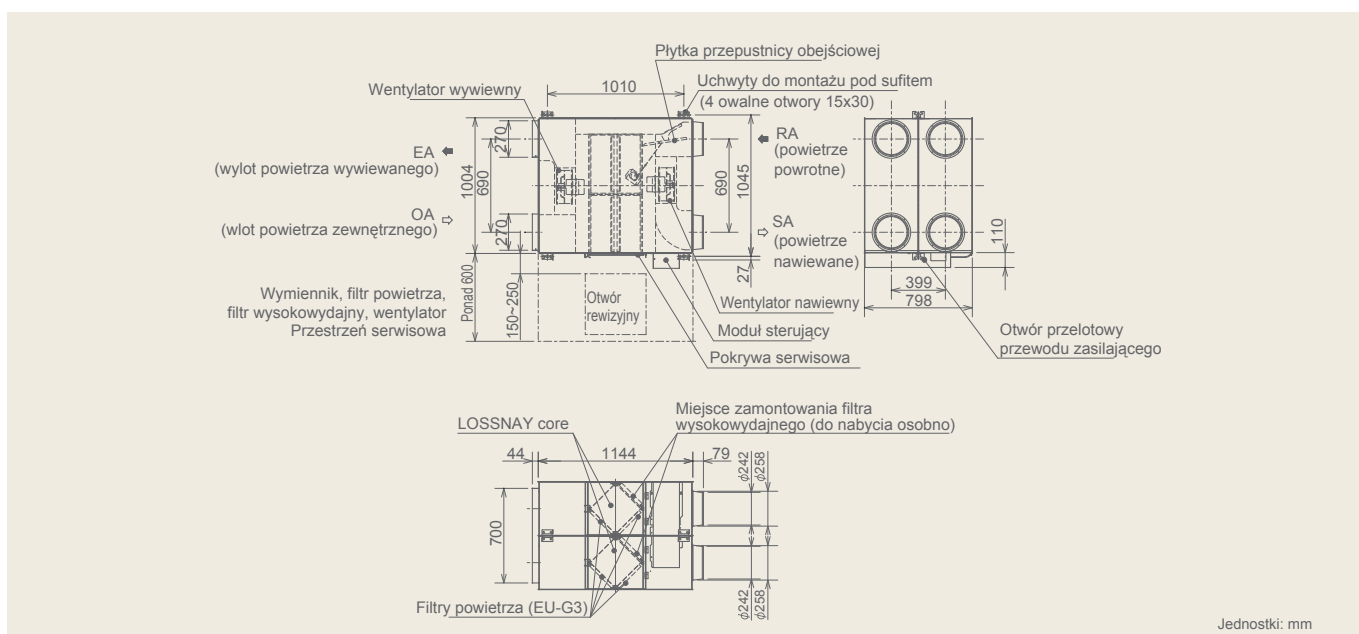 Płytka przepustnicy obejściowej
Uchwyty do montażu pod sufitem
(4 owalne otwory 15x30)
Wentylator wywiewny
1010
EA
(wylot powietrza wywiewanego)
OA
(wlot powietrza zewnętrznego)
1004
690
270
270
RA
(powietrze
powrotne)
690
1045
SA
(powietrze
nawiewane)
27
110
399
798
Wymiennik, filtr powietrza,
filtr wysokowydajny, wentylator
Przestrzeń serwisowa
Ponad 600
150~250
Otwór
rewizyjny
Wentylator nawiewny
Moduł sterujący
Pokrywa serwisowa
Otwór przelotowy
przewodu zasilającego
LOSSNAY core
Miejsce zamontowania filtra
wysokowydajnego (do nabycia osobno)
44
1144
79
ϕ242
ϕ258
700
ϕ242
ϕ258
Filtry powietrza (EU-G3)
Jednostki: mm